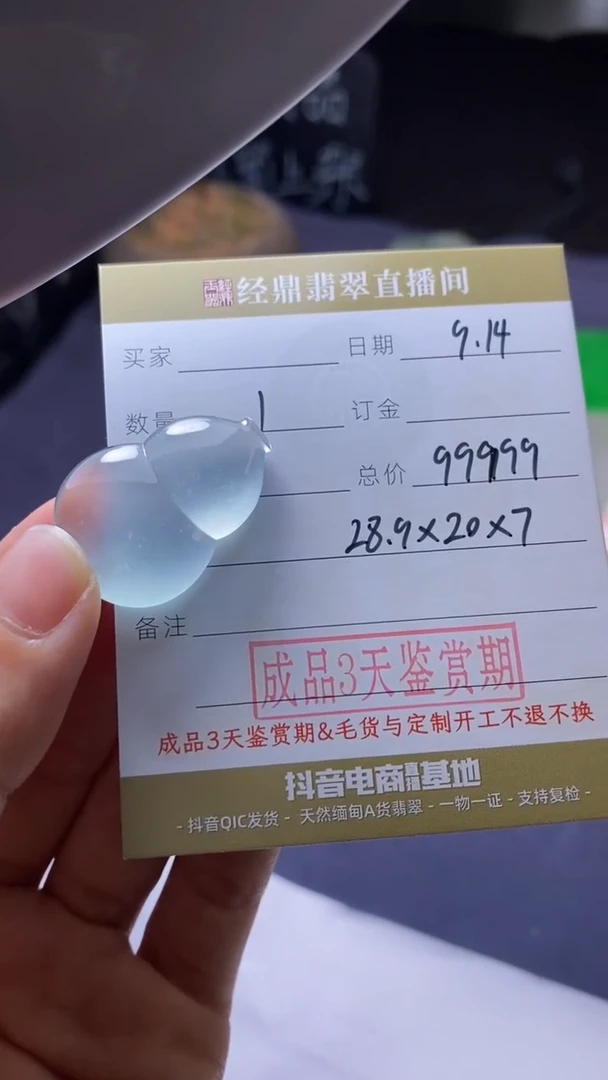 经鼎翡翠直播间
买家 日期 9.14
数量 1 订金
总价 99999
28.9×20×7
备注
成品3天鉴赏期
成品3天鉴赏期&毛货与定制开工不退不换
抖音电商直播基地
- 抖音QIC发货 - 天然缅甸A货翡翠 - 一物一证 - 支持复检 -